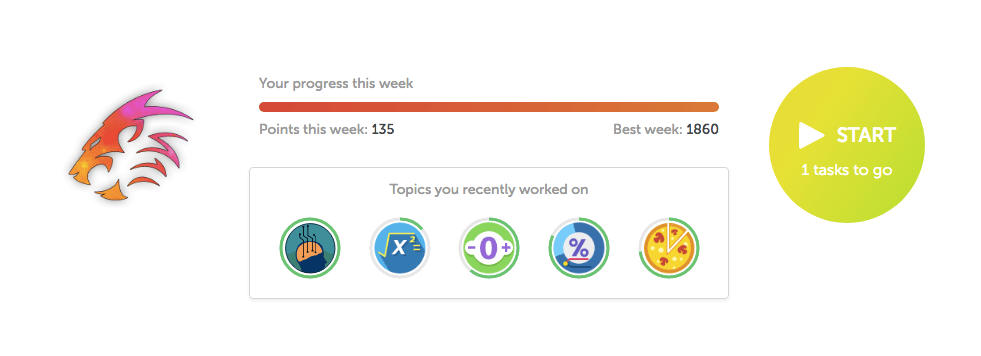 Your progress this week
Points this week: 135
Best week: 1860
START
1 tasks to go
Topics you recently worked on
√x²=
-0+
%